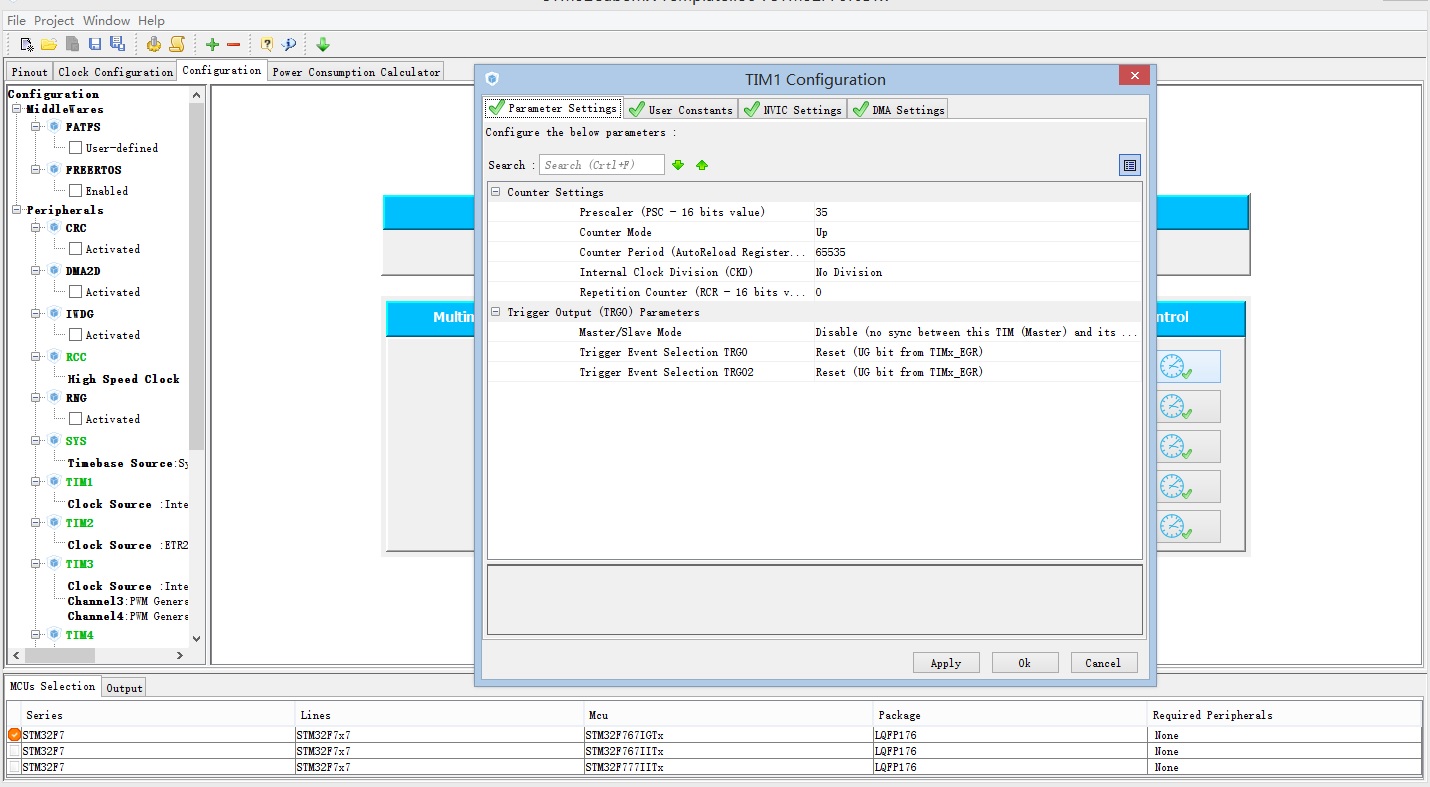 File Project Window Help
Pinout Clock Configuration Configuration Power Consumption Calculator
Configuration
MiddleWares
FATFS
User-defined
FREERTOS
Enabled
Peripherals
CRC
Activated
DMA2D
Activated
IWDG
Activated
RCC
High Speed Clock
RNG
Activated
SYS
Timebase Source:Sy
TIM1
Clock Source :Inte
TIM2
Clock Source :ETR2
TIM3
Clock Source :Inte
Channel3:PWM Genera
Channel4:PWM Genera
TIM4
Multim
ntrol
TIM1 Configuration
Parameter Settings User Constants NVIC Settings DMA Settings
Configure the below parameters :
Search : Search (Crtl+F)
Counter Settings
Prescaler (PSC - 16 bits value) 35
Counter Mode Up
Counter Period (AutoReload Register... 65535
Internal Clock Division (CKD) No Division
Repetition Counter (RCR - 16 bits v... 0
Trigger Output (TRGO) Parameters
Master/Slave Mode Disable (no sync between this TIM (Master) and its ...
Trigger Event Selection TRGO Reset (UG bit from TIMx_EGR)
Trigger Event Selection TRGO2 Reset (UG bit from TIMx_EGR)
Apply Ok Cancel
MCUs Selection Output
Series Lines Mcu Package Required Peripherals
STM32F7 STM32F7x7 STM32F767IGTx LQFP176 None
STM32F7 STM32F7x7 STM32F767IITx LQFP176 None
STM32F7 STM32F7x7 STM32F777IITx LQFP176 None